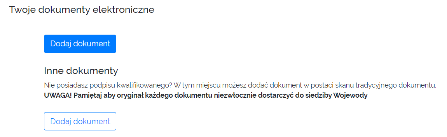 Twoje dokumenty elektroniczne
Dodaj dokument
Inne dokumenty
Nie posiadasz podpisu kwalifikowanego? W tym miejscu możesz dodać dokument w postaci skanu tradycyjnego dokumentu.
UWAGA! Pamiętaj aby oryginał każdego dokumentu niezwłocznie dostarczyć do siedziby Wojewody
Dodaj dokument